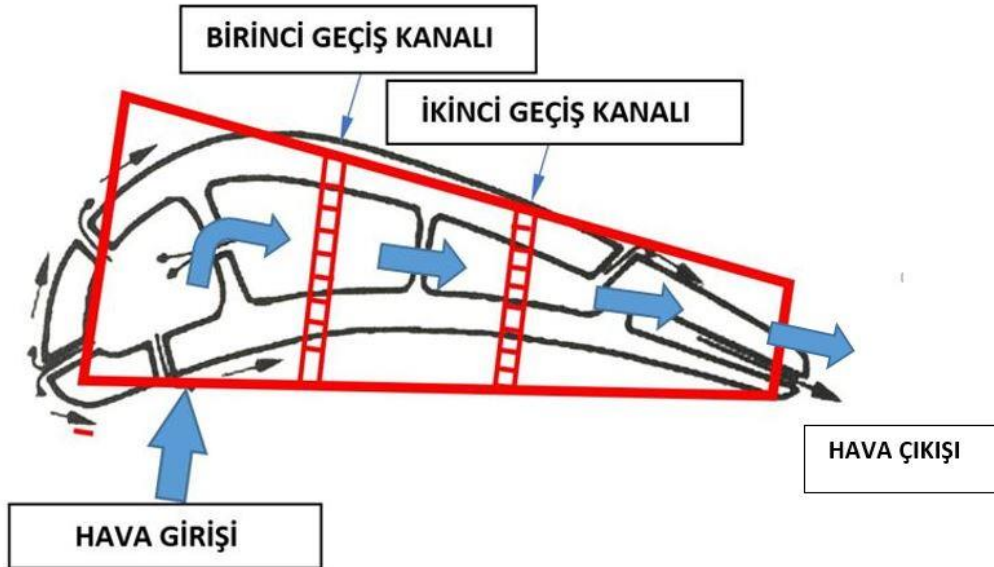 BİRİNCİ GEÇİŞ KANALI
İKİNCİ GEÇİŞ KANALI
HAVA ÇIKIŞI
HAVA GİRİŞİ